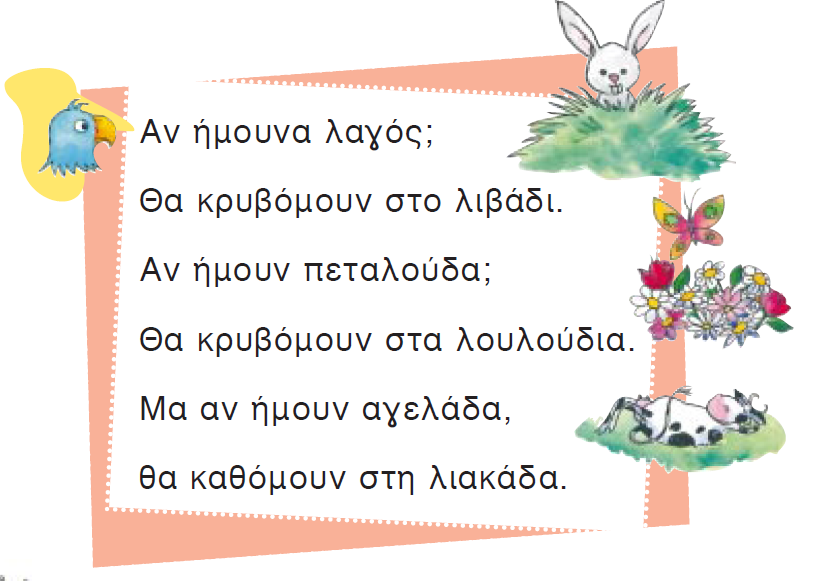 Αν ήμουνα λαγός;
Θα κρυβόμουν στο λιβάδι.
Αν ήμουν πεταλούδα;
Θα κρυβόμουν στα λουλούδια.
Μα αν ήμουν αγελάδα,
θα καθόμουν στη λιακάδα.